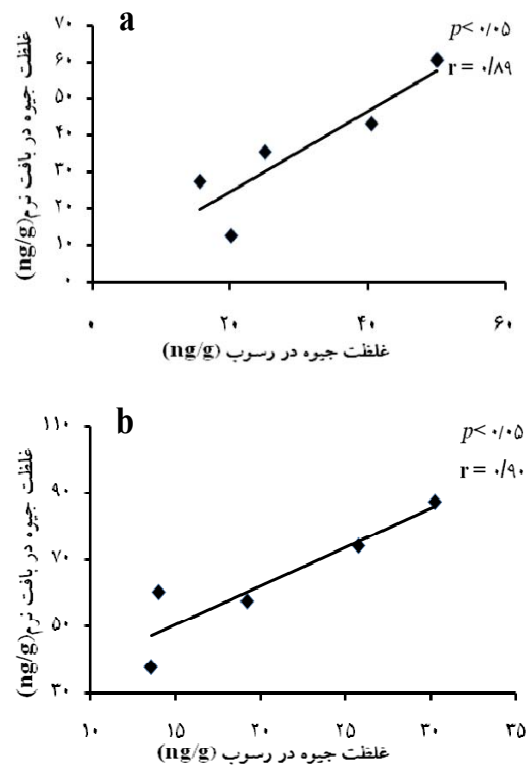 a
p< ۰/۰۵
r = ۰/۸۹
غلظت جیوه در بافت نرم(ng/g)
۷۰
۶۰
۵۰
۴۰
۳۰
۲۰
۱۰
۰
۰ ۲۰ ۴۰ ۶۰
غلظت جیوه در رسوب (ng/g)
b
p< ۰/۰۵
r = ۰/۹۰
غلظت جیوه در بافت نرم(ng/g)
۱۱۰
۹۰
۷۰
۵۰
۳۰
۱۰ ۱۵ ۲۰ ۲۵ ۳۰ ۳۵
غلظت جیوه در رسوب (ng/g)